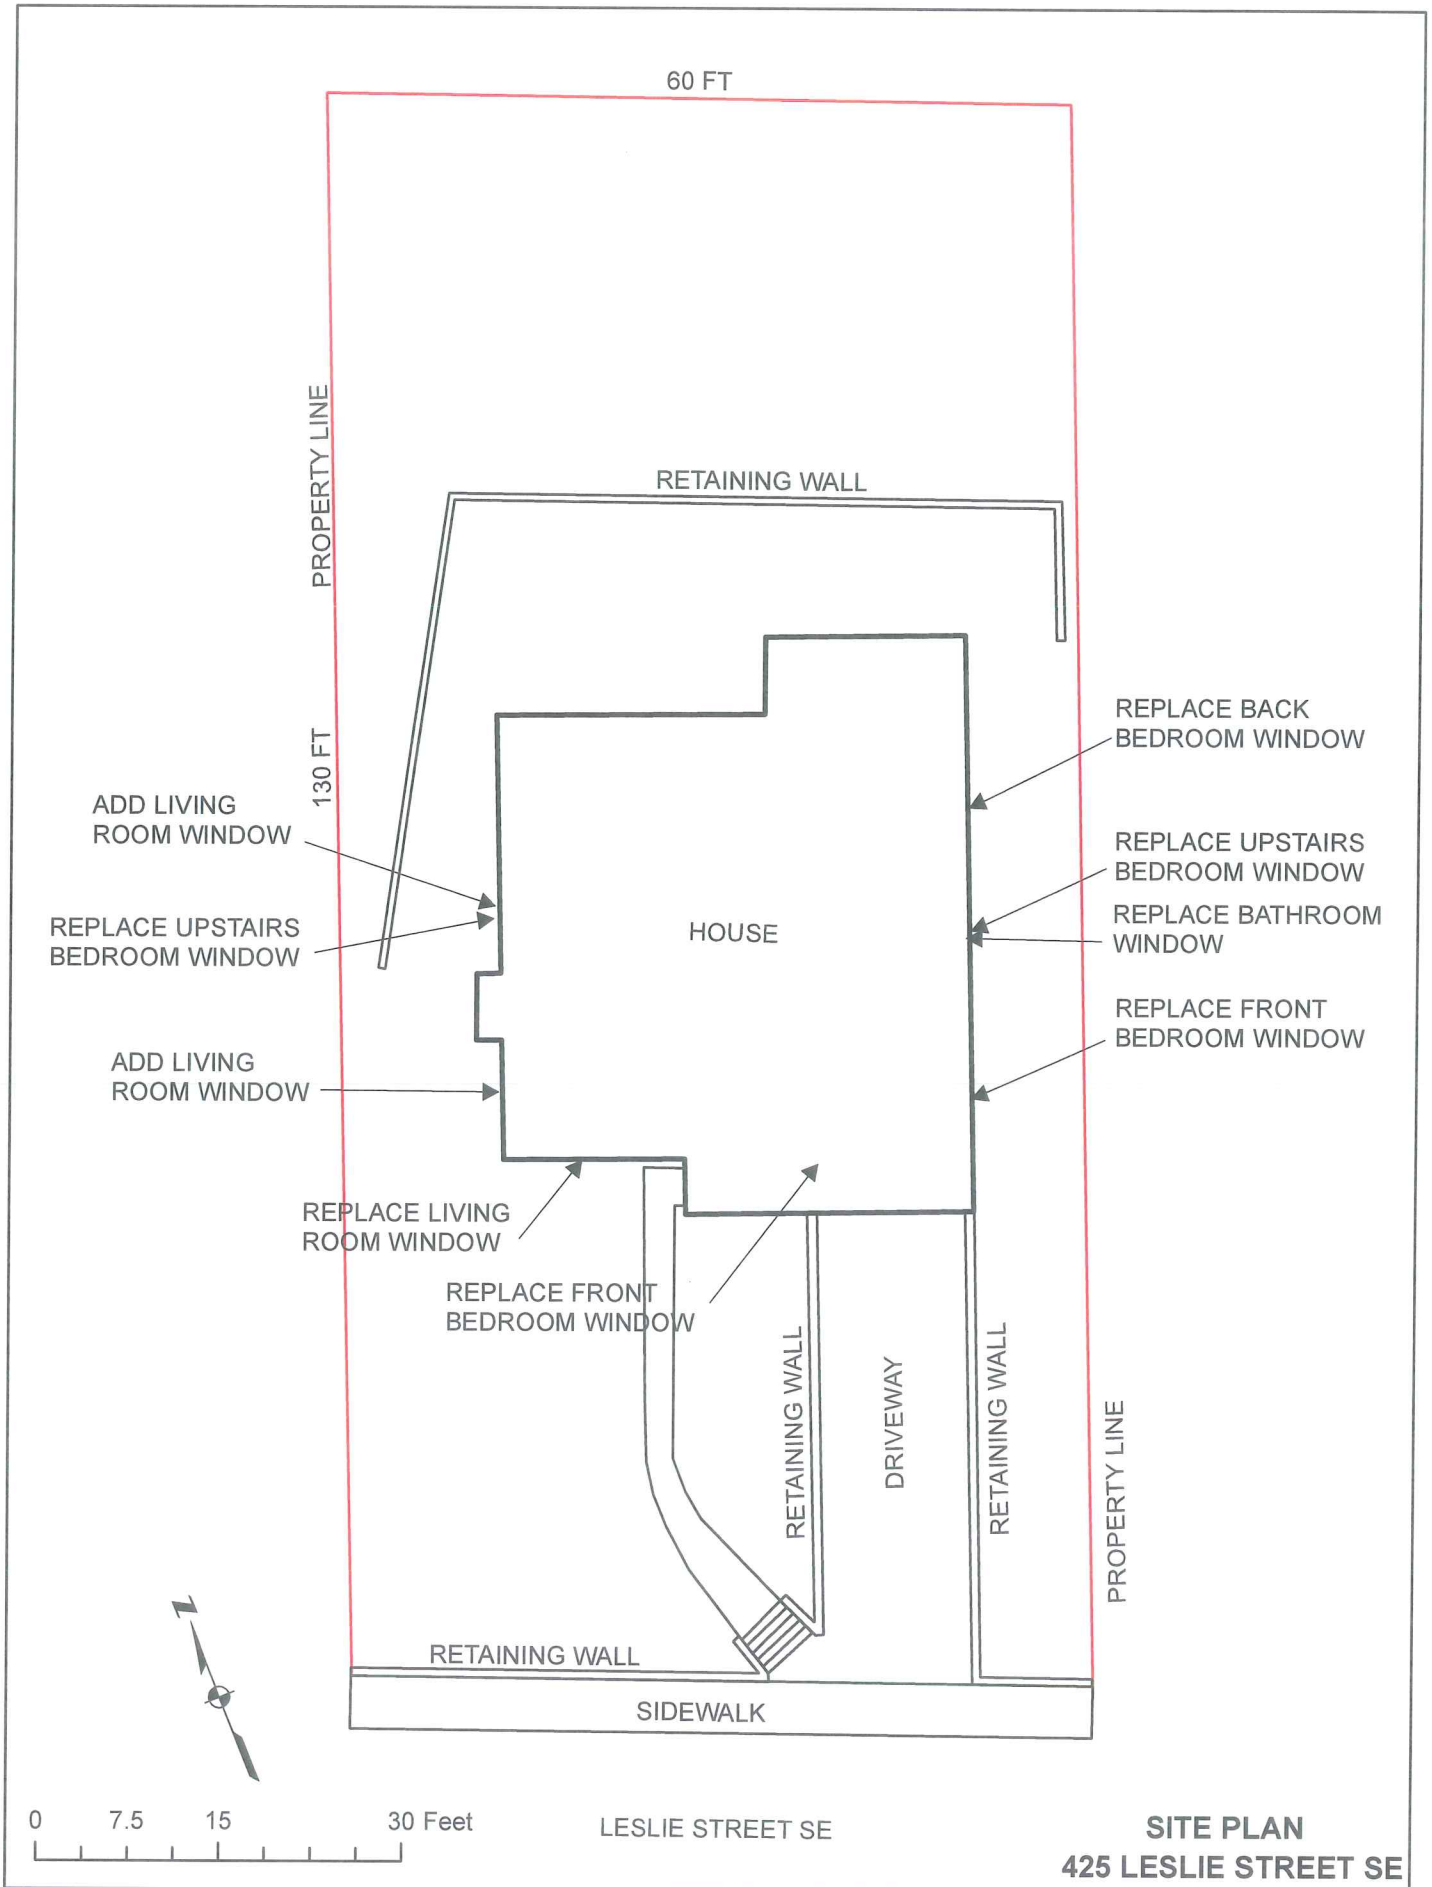 60 FT
PROPERTY LINE
RETAINING WALL
130 FT
REPLACE BACK
BEDROOM WINDOW
ADD LIVING
ROOM WINDOW
REPLACE UPSTAIRS
BEDROOM WINDOW
REPLACE UPSTAIRS
BEDROOM WINDOW
HOUSE
REPLACE BATHROOM
WINDOW
REPLACE FRONT
BEDROOM WINDOW
ADD LIVING
ROOM WINDOW
REPLACE LIVING
ROOM WINDOW
REPLACE FRONT
BEDROOM WINDOW
RETAINING WALL
DRIVEWAY
RETAINING WALL
PROPERTY LINE
N
RETAINING WALL
SIDEWALK
0 7.5 15 30 Feet
LESLIE STREET SE
SITE PLAN
425 LESLIE STREET SE